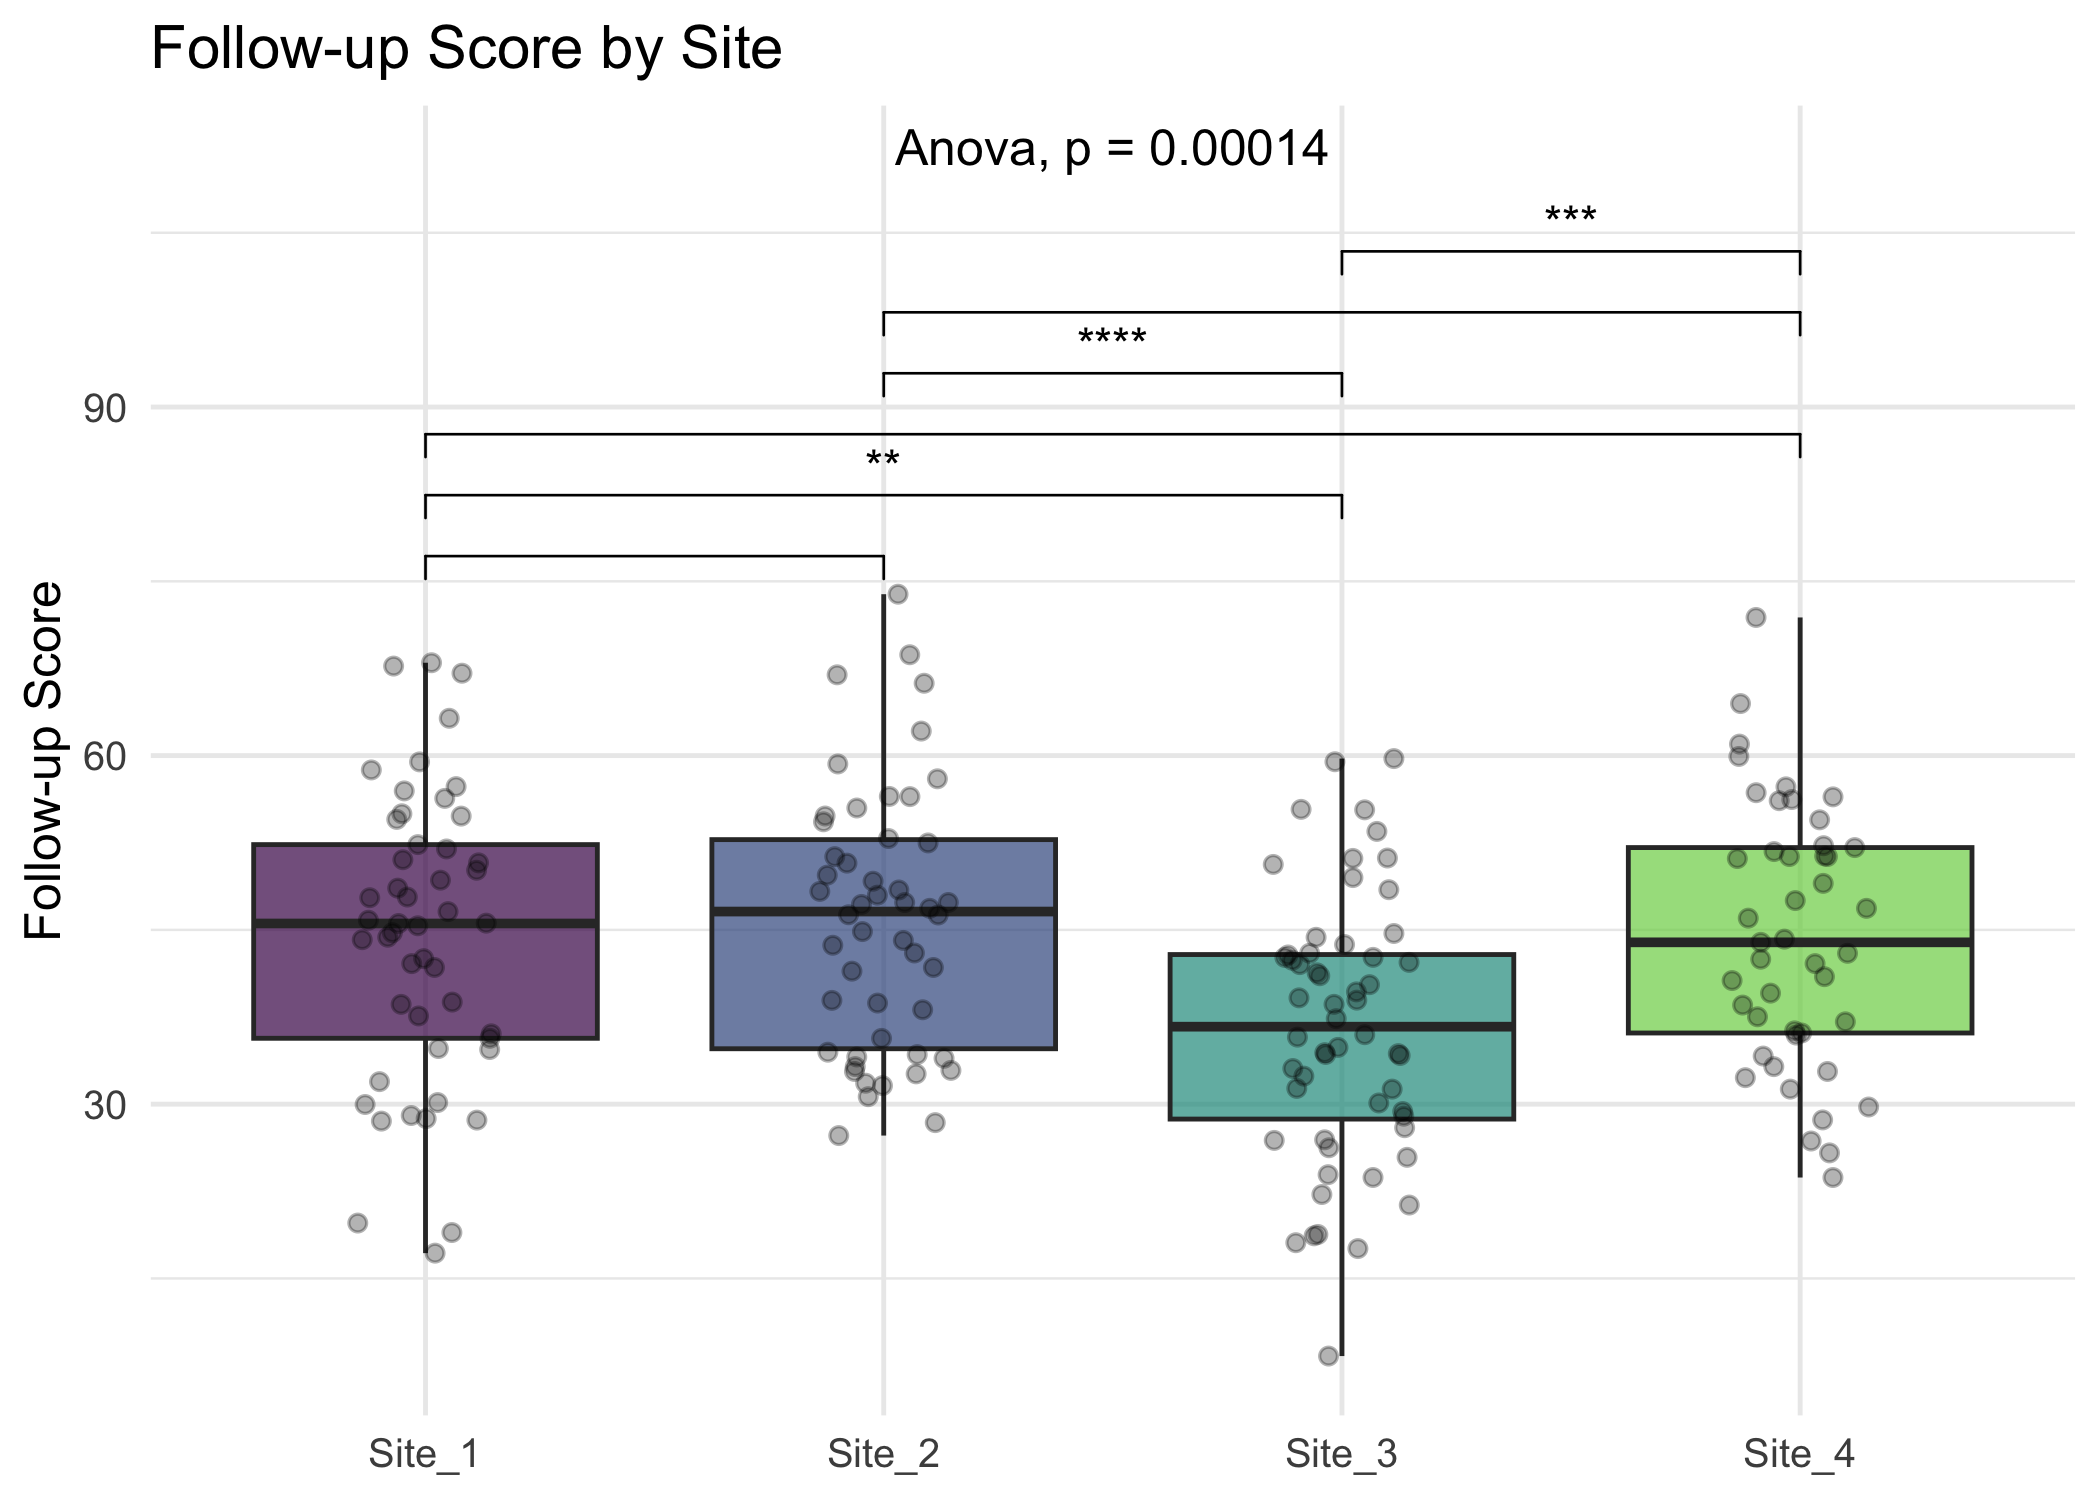 Follow-up Score by Site
Anova, p = 0.00014
***
****
90
**
Follow-up Score
60
30
Site_1 Site_2 Site_3 Site_4